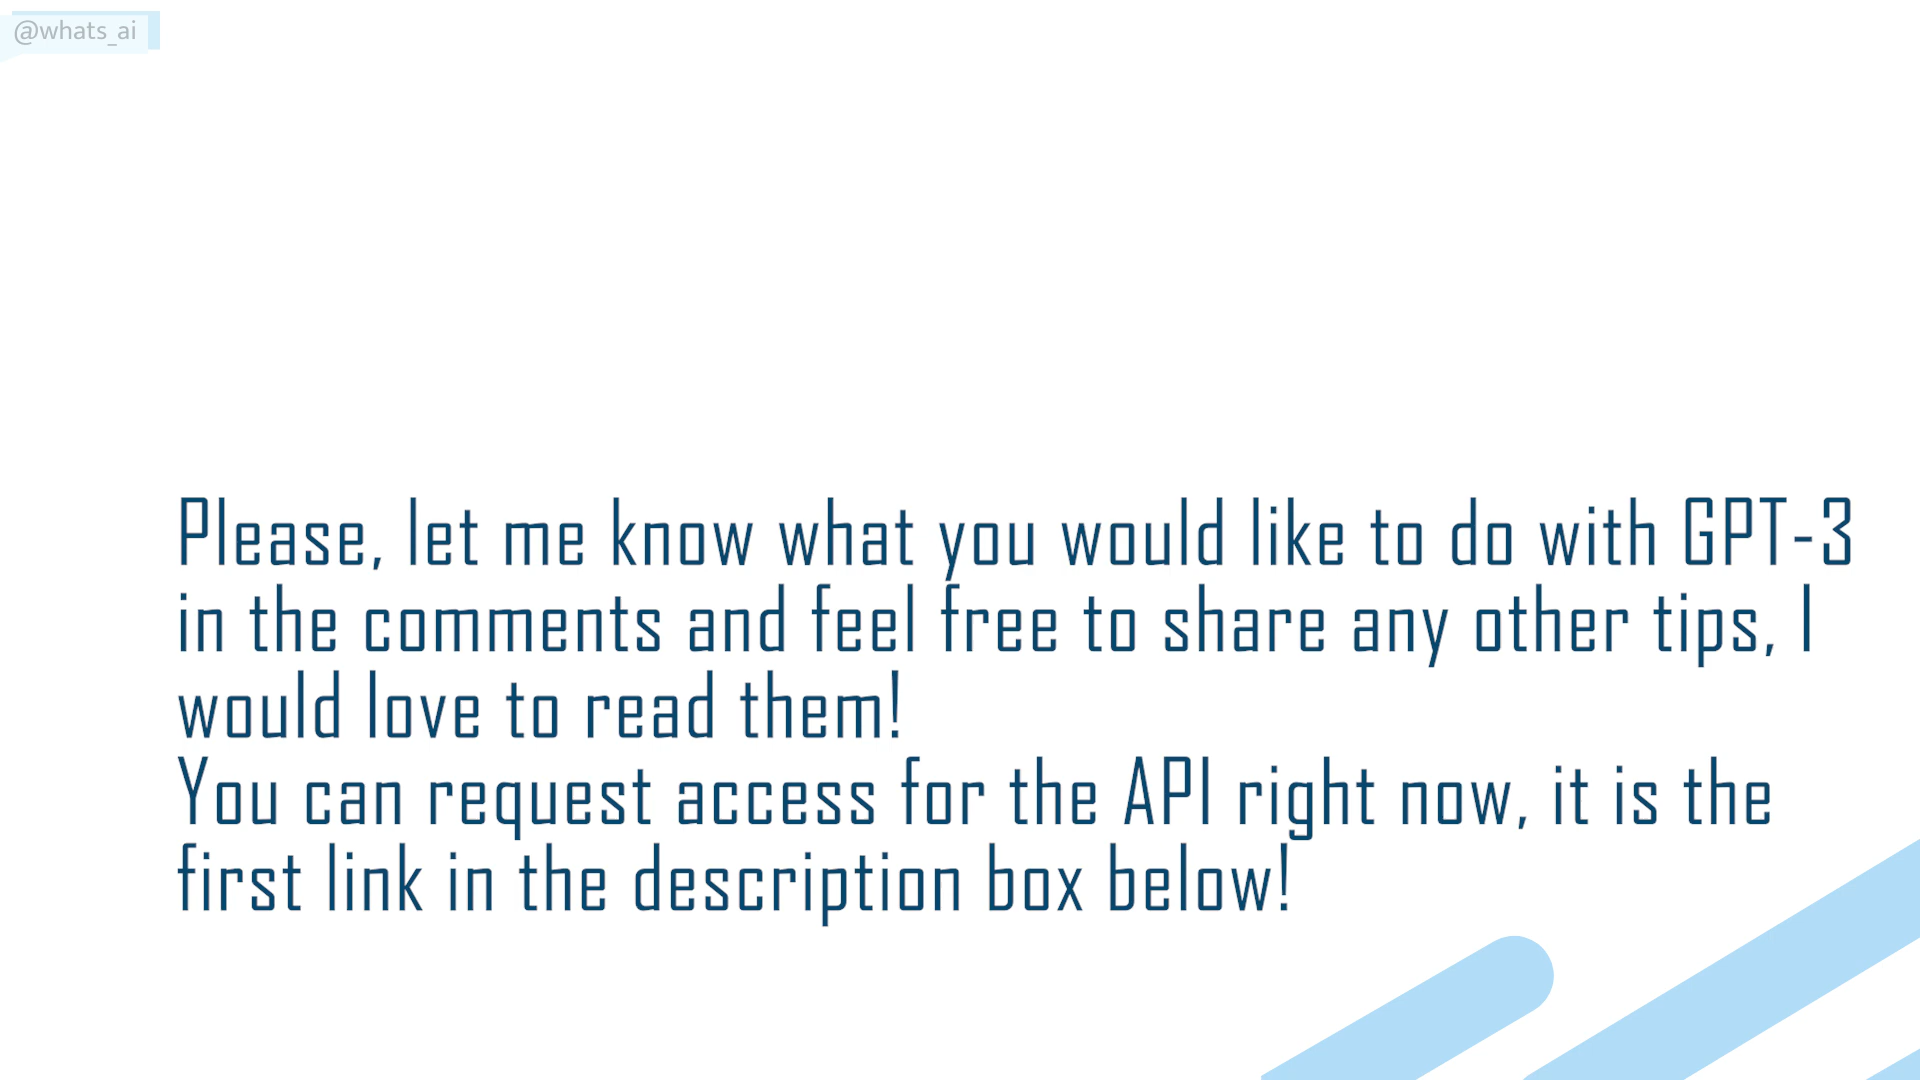 @whats_ai
Please, let me know what you would like to do with GPT-3
in the comments and feel free to share any other tips, I
would love to read them!
You can request access for the API right now, it is the
first link in the description box below!